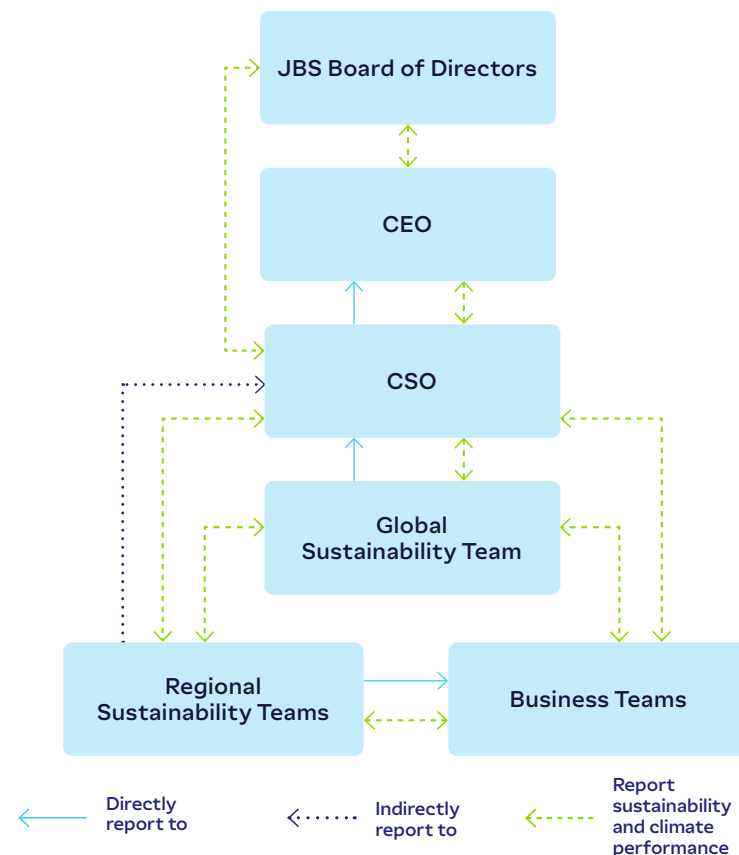 JBS Board of Directors
CEO
CSO
Global
Sustainability Team
Regional
Sustainability Teams
Business Teams
Directly
report to
Indirectly
report to
Report
sustainability
and climate
performance